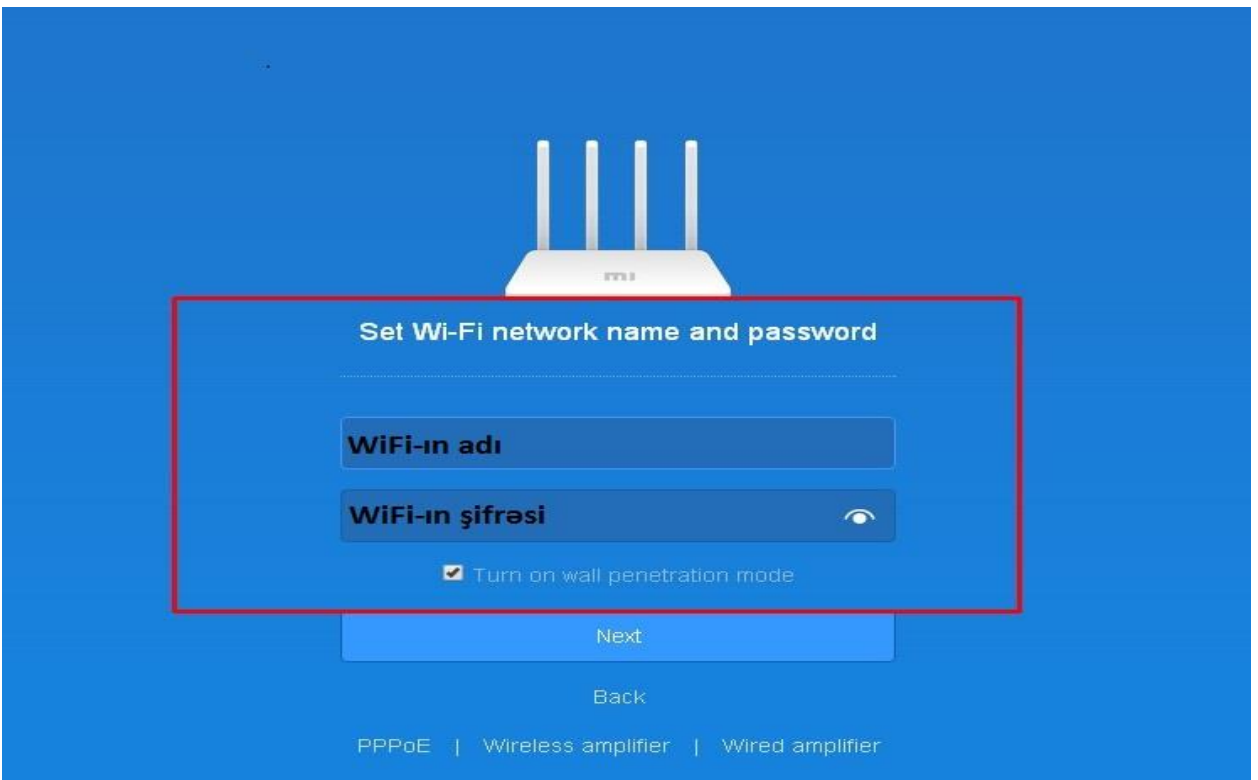 mi
Set Wi-Fi network name and password
WiFi-ın adı
WiFi-ın şifrəsi
Turn on wall penetration mode
Next
Back
PPPoE | Wireless amplifier | Wired amplifier